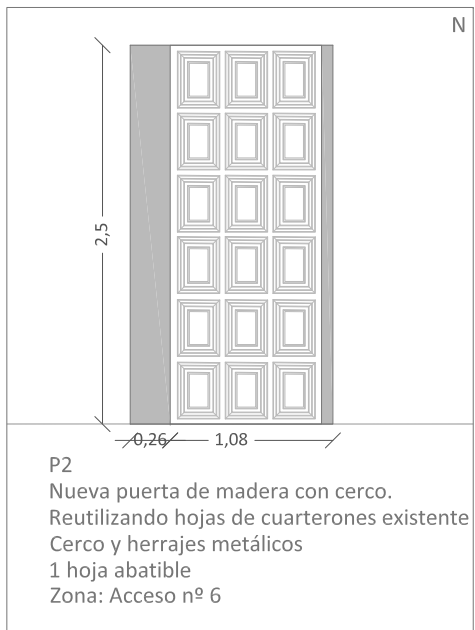 N
2,5
0,26
1,08
P2
Nueva puerta de madera con cerco.
Reutilizando hojas de cuarterones existente
Cerco y herrajes metálicos
1 hoja abatible
Zona: Acceso nº 6